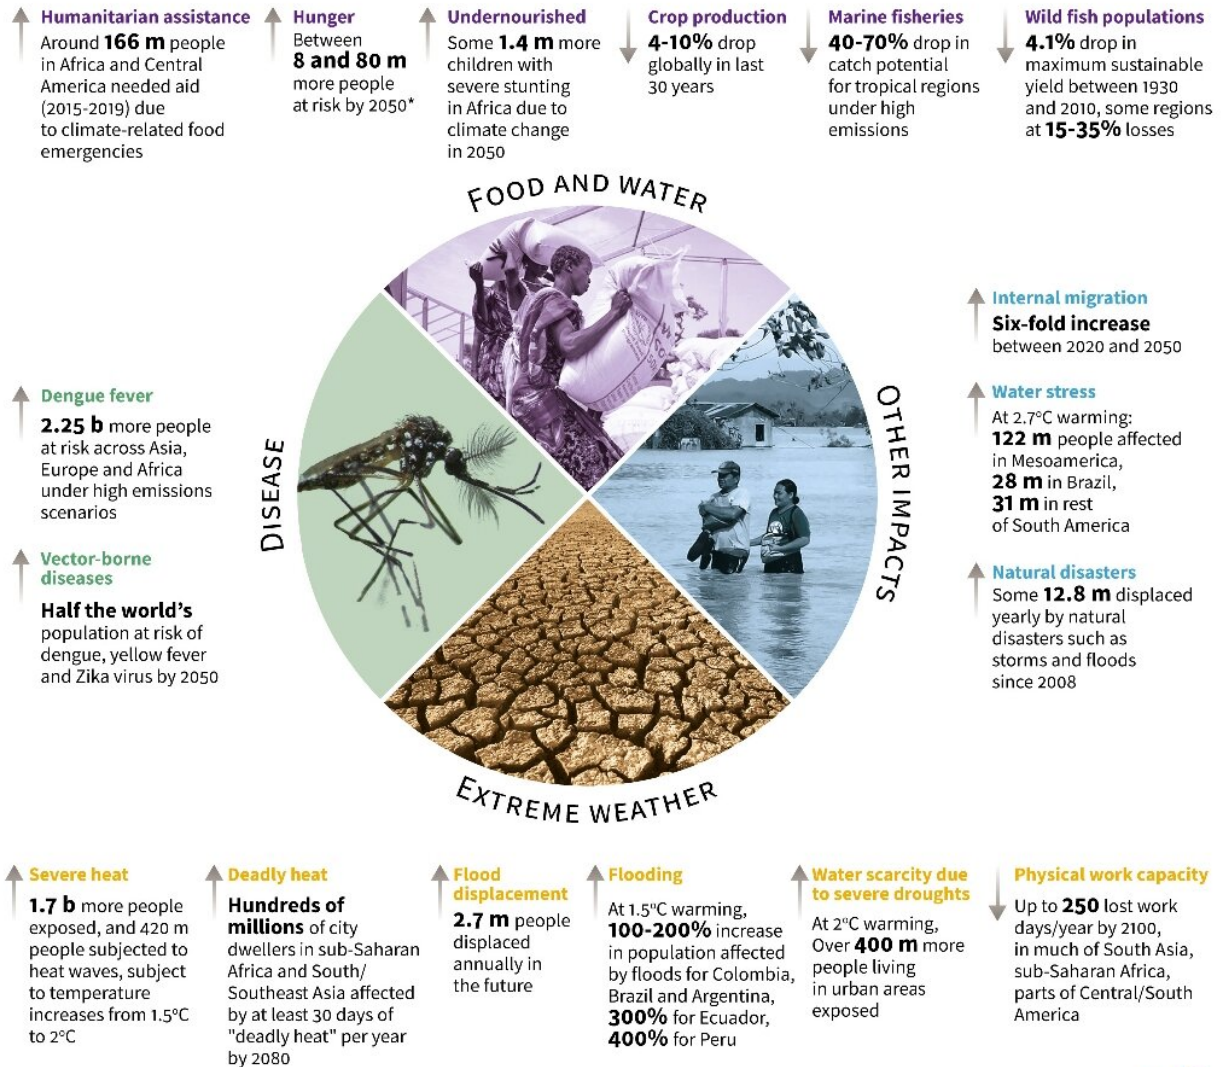 Humanitarian assistance
Around 166 m people
in Africa and Central
America needed aid
(2015-2019) due
to climate-related food
emergencies
Hunger
Between
8 and 80 m
more people
at risk by 2050*
Undernourished
Some 1.4 m more
children with
severe stunting
in Africa due to
climate change
in 2050
Crop production
4-10% drop
globally in last
30 years
Marine fisheries
40-70% drop in
catch potential
for tropical regions
under high
emissions
Wild fish populations
4.1% drop in
maximum sustainable
yield between 1930
and 2010, some regions
at 15-35% losses
FOOD AND WATER
Internal migration
Six-fold increase
between 2020 and 2050
Water stress
At 2.7°C warming:
122 m people affected
in Mesoamerica,
28 m in Brazil,
31 m in rest
of South America
Natural disasters
Some 12.8 m displaced
yearly by natural
disasters such as
storms and floods
since 2008
OTHER IMPACTS
Dengue fever
2.25 b more people
at risk across Asia,
Europe and Africa
under high emissions
scenarios
Vector-borne
diseases
Half the world's
population at risk of
dengue, yellow fever
and Zika virus by 2050
DISEASE
EXTREME WEATHER
Severe heat
1.7 b more people
exposed, and 420 m
people subjected to
heat waves, subject
to temperature
increases from 1.5°C
to 2°C
Deadly heat
Hundreds of
millions of city
dwellers in sub-Saharan
Africa and South/
Southeast Asia affected
by at least 30 days of
"deadly heat" per year
by 2080
Flood
displacement
2.7 m people
displaced
annually in
the future
Flooding
At 1.5°C warming,
100-200% increase
in population affected
by floods for Colombia,
Brazil and Argentina,
300% for Ecuador,
400% for Peru
Water scarcity due
to severe droughts
At 2°C warming,
Over 400 m more
people living
in urban areas
exposed
Physical work capacity
Up to 250 lost work
days/year by 2100,
in much of South Asia,
sub-Saharan Africa,
parts of Central/South
America